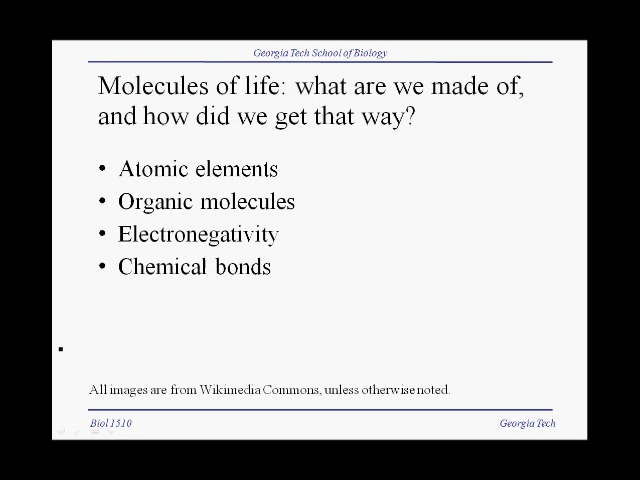 Georgia Tech School of Biology
Molecules of life: what are we made of,
and how did we get that way?
• Atomic elements
• Organic molecules
• Electronegativity
• Chemical bonds
All images are from Wikimedia Commons, unless otherwise noted.
Biol 1510
Georgia Tech